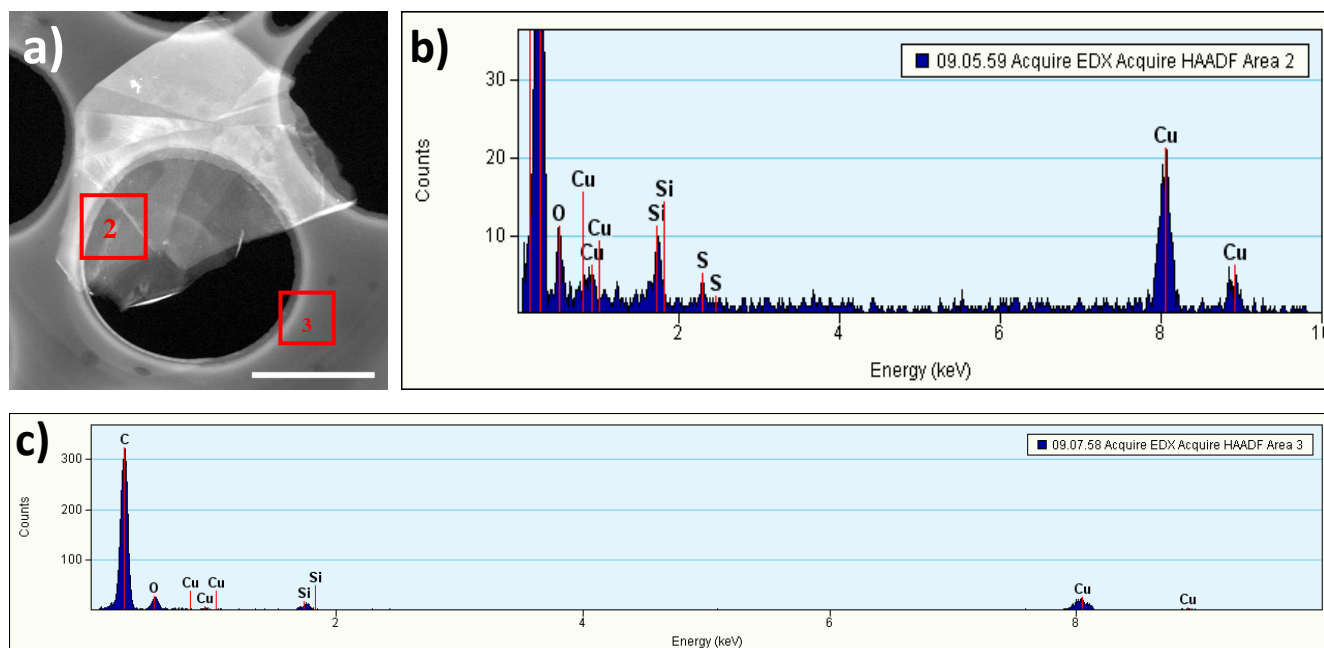 a)
2
3
b)
09.05.59 Acquire EDX Acquire HAADF Area 2
Counts
30
20
10
O
Cu
Cu
Cu
Si
Si
S
S
Cu
Cu
2
4
6
8
10
Energy (keV)
c)
09.07.58 Acquire EDX Acquire HAADF Area 3
Counts
300
200
100
C
O
Cu
Cu
Cu
Si
Si
Cu
Cu
2
4
6
8
Energy (keV)